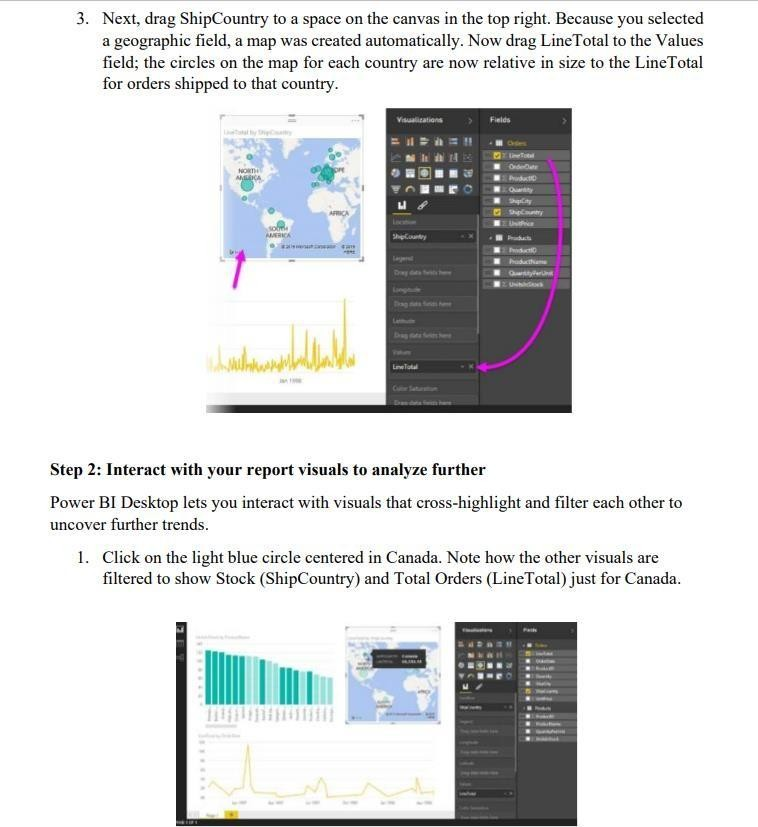 3. Next, drag ShipCountry to a space on the canvas in the top right. Because you selected
a geographic field, a map was created automatically. Now drag LineTotal to the Values
field; the circles on the map for each country are now relative in size to the LineTotal
for orders shipped to that country.
LineTotal by ShipCountry
NORTH
AMERICA
AFRICA
SOUTH
AMERICA
Jan 1998
Visualizations
Location
ShipCountry
Legend
Drag data fields here
Longitude
Drag data fields here
Latitude
Drag data fields here
Values
LineTotal
Color Saturation
Drag data fields here
Fields
Orders
LineTotal
OrderDate
ProductID
Quantity
ShipCity
ShipCountry
UnitPrice
Products
ProductID
ProductName
QuantityPerUnit
UnitsInStock
Step 2: Interact with your report visuals to analyze further
Power BI Desktop lets you interact with visuals that cross-highlight and filter each other to
uncover further trends.
1. Click on the light blue circle centered in Canada. Note how the other visuals are
filtered to show Stock (ShipCountry) and Total Orders (LineTotal) just for Canada.
Visualizations
Fields